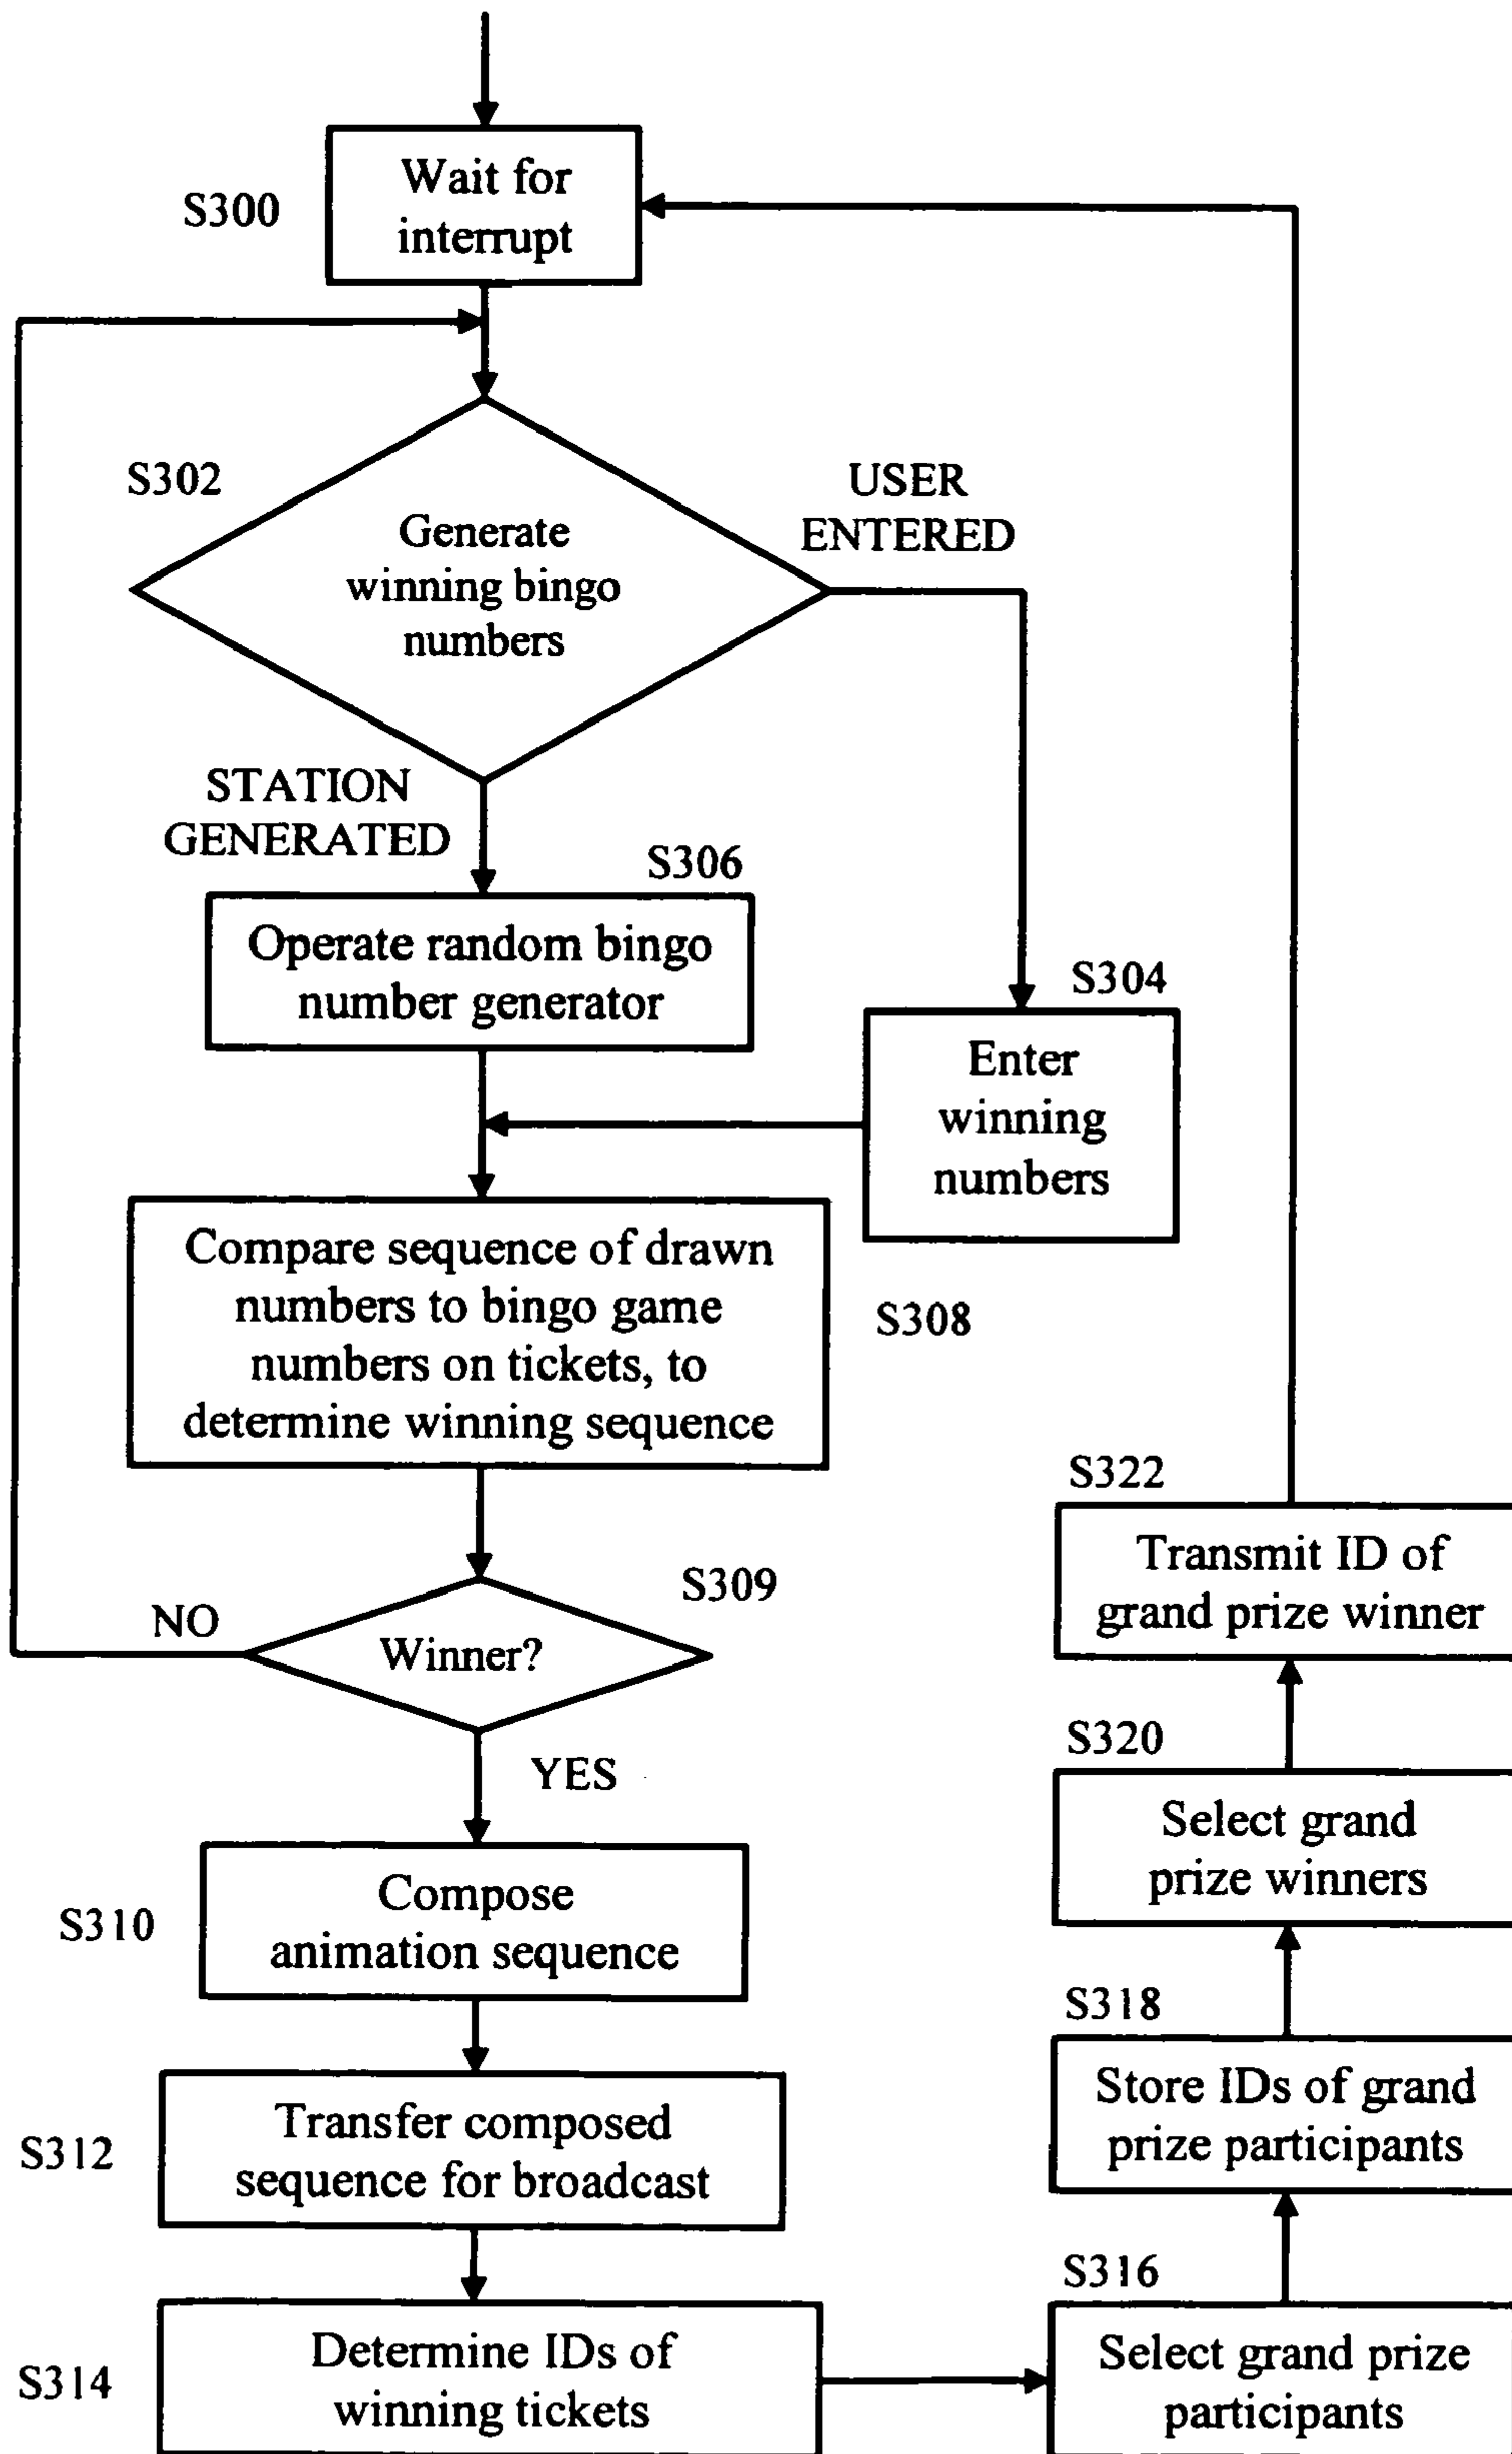 S300
Wait for
interrupt
S302
Generate
winning bingo
numbers
USER
ENTERED
STATION
GENERATED
S306
Operate random bingo
number generator
S304
Enter
winning
numbers
Compare sequence of drawn
numbers to bingo game
numbers on tickets, to
determine winning sequence
S308
S309
Winner?
NO
YES
S310
Compose
animation sequence
S312
Transfer composed
sequence for broadcast
S314
Determine IDs of
winning tickets
S316
Select grand prize
participants
S318
Store IDs of grand
prize participants
S320
Select grand
prize winners
S322
Transmit ID of
grand prize winner